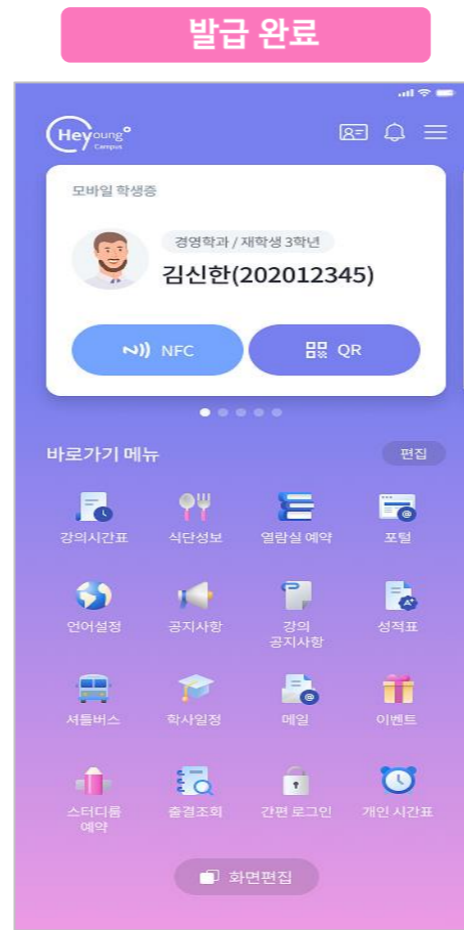 발급 완료
Heyoung
Campus
모바일 학생증
경영학과 / 재학생 3학년
김신한(202012345)
NFC
QR
바로가기 메뉴
편집
강의시간표
식단성보
열람실 예약
포털
언어설정
공지사항
강의
공지사항
성적표
셔틀버스
학사일정
메일
이벤트
스터디룸
예약
출결조회
간편 로그인
개인 시간표
화면편집